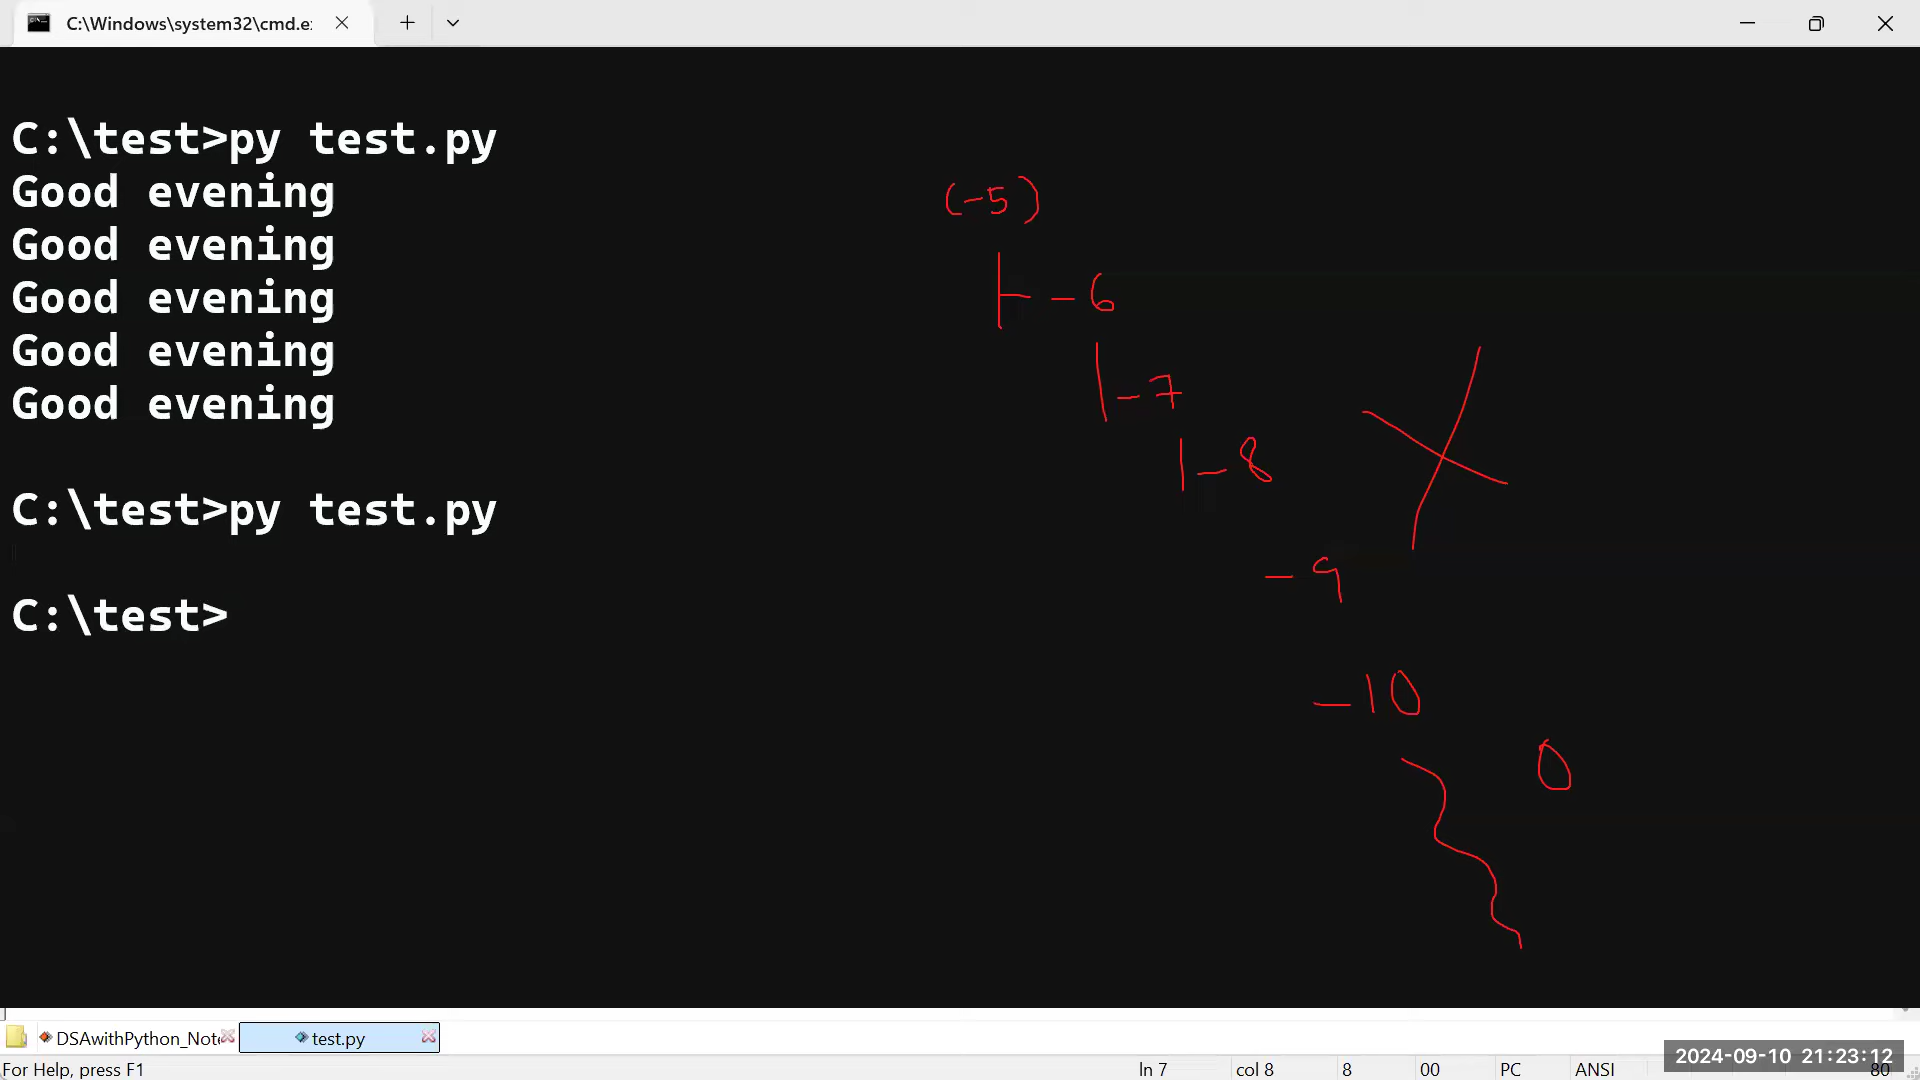 C:\Windows\system32\cmd.e
C:\test>py test.py
Good evening
Good evening
Good evening
Good evening
Good evening
C:\test>py test.py
C:\test>
(-5)
- 6
- 7
- 8
- 9
- 10
0
DSAwithPython_Not
test.py
For Help, press F1
ln 7
col 8
8
00
PC
ANSI
2024-09-10 21:23:12
80